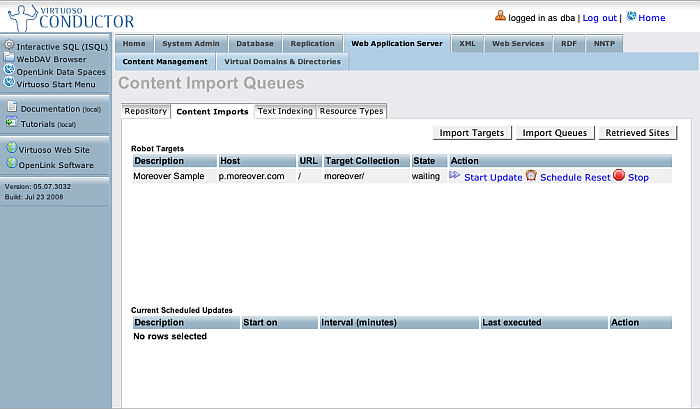 VIRTUOSO
CONDUCTOR
logged in as dba | Log out | Home
Interactive SQL (ISQL)
WebDAV Browser
OpenLink Data Spaces
Virtuoso Start Menu
Documentation (local)
Tutorials (local)
Virtuoso Web Site
OpenLink Software
Version: 05.07.3032
Build: Jul 23 2008
Home System Admin Database Replication Web Application Server XML Web Services RDF NNTP
Content Management Virtual Domains & Directories
Content Import Queues
Repository Content Imports Text Indexing Resource Types
Import Targets Import Queues Retrieved Sites
Robot Targets
Description Host URL Target Collection State Action
Moreover Sample p.moreover.com / moreover/ waiting Start Update Schedule Reset Stop
Current Scheduled Updates
Description Start on Interval (minutes) Last executed Action
No rows selected